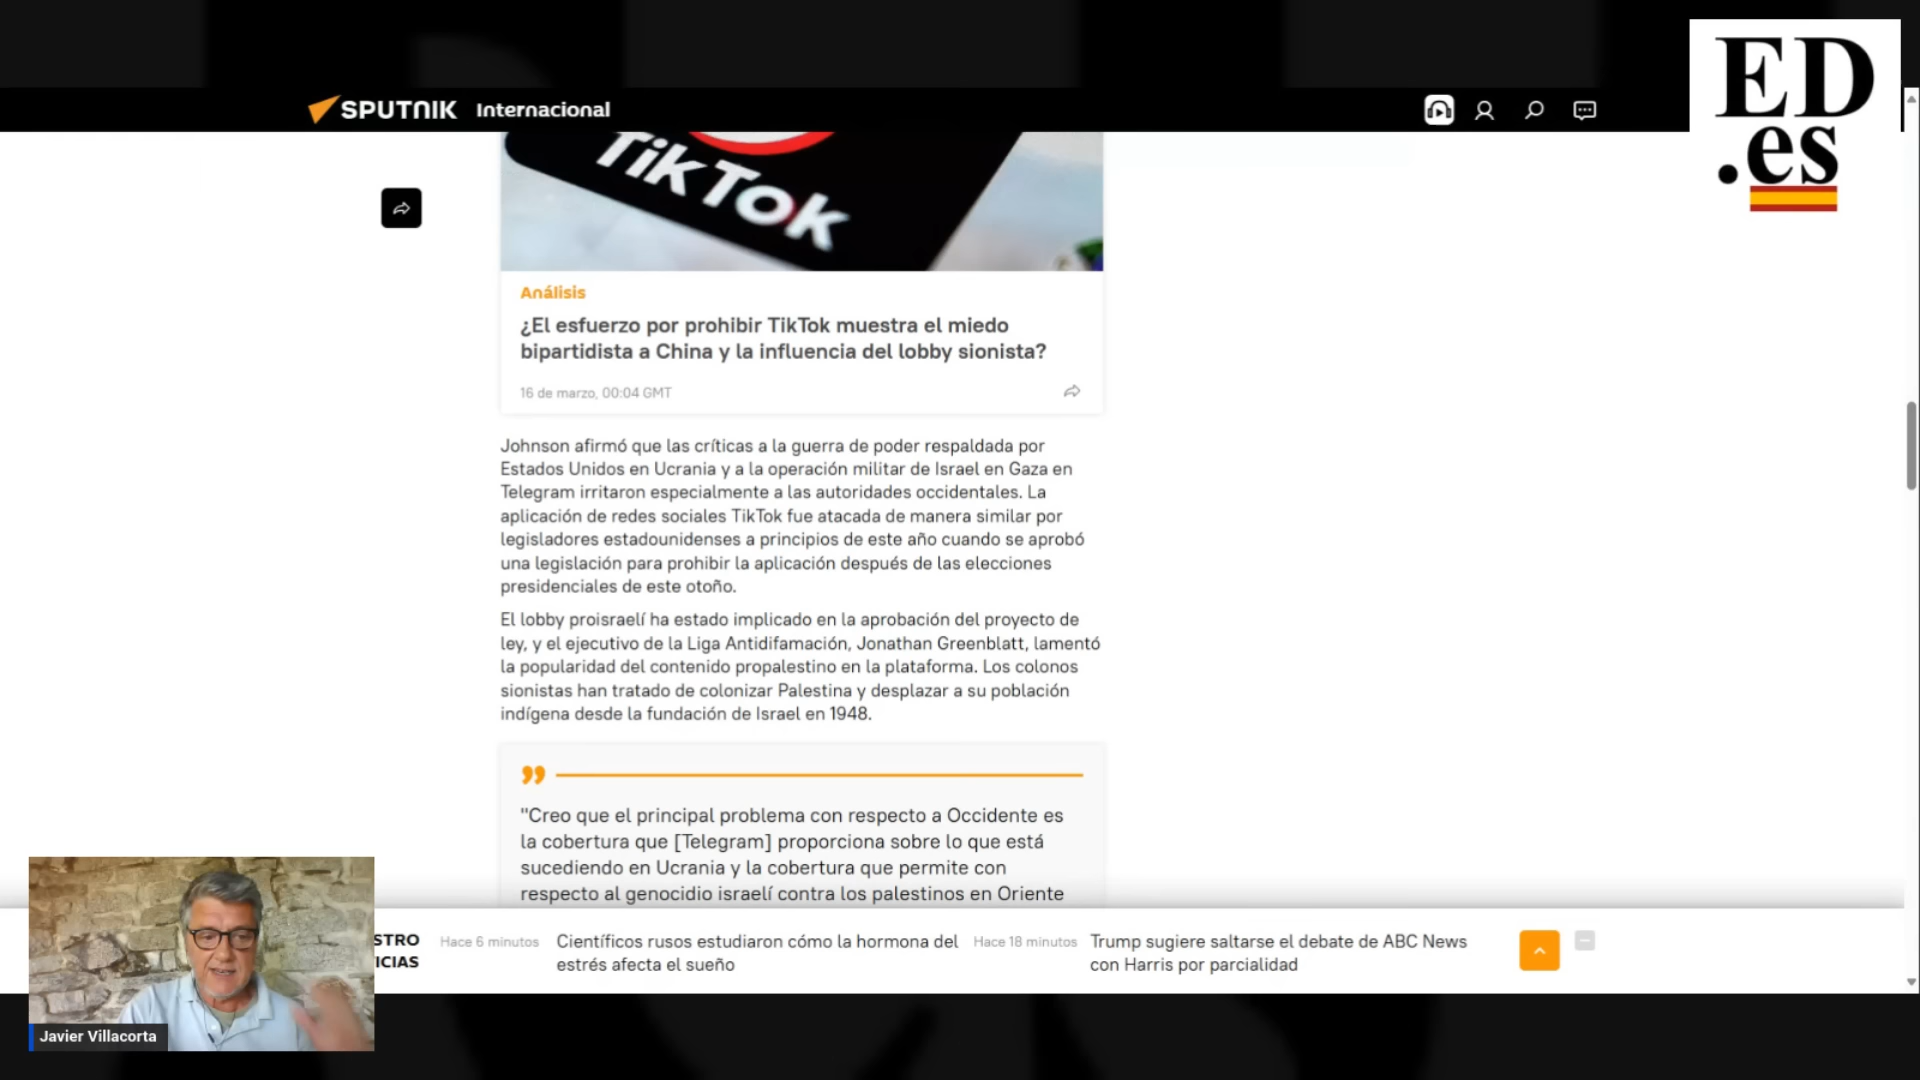 ED
.es
SPUTNIK Internacional
TikTok
Análisis
¿El esfuerzo por prohibir TikTok muestra el miedo
bipartidista a China y la influencia del lobby sionista?
16 de marzo, 00:04 GMT
Johnson afirmó que las críticas a la guerra de poder respaldada por
Estados Unidos en Ucrania y a la operación militar de Israel en Gaza en
Telegram irritaron especialmente a las autoridades occidentales. La
aplicación de redes sociales TikTok fue atacada de manera similar por
legisladores estadounidenses a principios de este año cuando se aprobó
una legislación para prohibir la aplicación después de las elecciones
presidenciales de este otoño.
El lobby proisraelí ha estado implicado en la aprobación del proyecto de
ley, y el ejecutivo de la Liga Antidifamación, Jonathan Greenblatt, lamentó
la popularidad del contenido propalestino en la plataforma. Los colonos
sionistas han tratado de colonizar Palestina y desplazar a su población
indígena desde la fundación de Israel en 1948.
"Creo que el principal problema con respecto a Occidente es
la cobertura que [Telegram] proporciona sobre lo que está
sucediendo en Ucrania y la cobertura que permite con
respecto al genocidio israelí contra los palestinos en Oriente
STRO
ICIAS
Hace 6 minutos
Científicos rusos estudiaron cómo la hormona del
estrés afecta el sueño
Hace 18 minutos
Trump sugiere saltarse el debate de ABC News
con Harris por parcialidad
Javier Villacorta